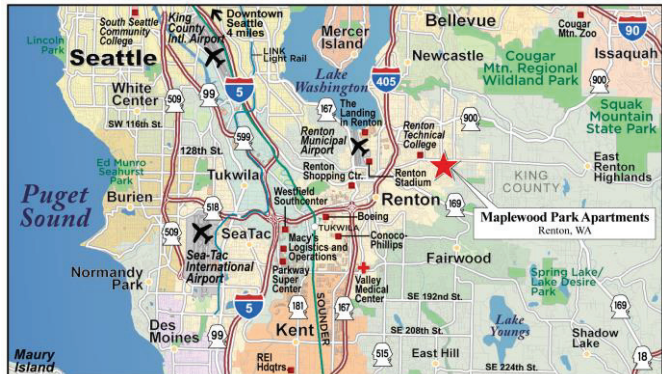 South Seattle
Community
College
King
County
Intl. Airport
Downtown
Seattle
4 miles
Lincoln
Park
Seattle
LINK
Light Rail
Mercer
Island
Bellevue
Cougar
Mtn. Zoo
90
Issaquah
Newcastle
Cougar
Mtn. Regional
Wildland Park
900
Squak
Mountain
State Park
405
Lake
Washington
5
White
Center
509
99
SW 116th St.
599
167
The
Landing
in Renton
Renton
Municipal
Airport
Renton
Technical
College
900
128th St.
Ed Munro -
Seahurst
Park
Tukwila
Renton
Shopping Ctr.
Renton
Stadium
KING
COUNTY
East
Renton
Highlands
Puget
Sound
Burien
518
Westfield
Southcenter
Renton
169
Maplewood Park Apartments
Renton, WA
509
SeaTac
Boeing
TUKWILA
Conoco-
Phillips
Macy's
Logistics and
Operations
Sea-Tac
International
Airport
Parkway
Super
Center
Valley
Medical
Center
Fairwood
Normandy
Park
Spring Lake/
Lake Desire
Park
5
181
SOUNDER
167
SE 192nd St.
169
Des
Moines
99
Kent
SE 208th St.
Lake
Youngs
Shadow
Lake
Maury
Island
REI
Hdqtrs.
515
East Hill
SE 224th St.
18